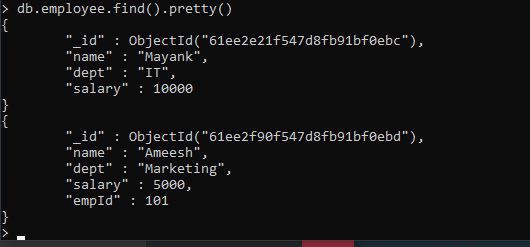 > db.employee.find().pretty()
{
        "_id" : ObjectId("61ee2e21f547d8fb91bf0ebc"),
        "name" : "Mayank",
        "dept" : "IT",
        "salary" : 10000
}
{
        "_id" : ObjectId("61ee2f90f547d8fb91bf0ebd"),
        "name" : "Ameesh",
        "dept" : "Marketing",
        "salary" : 5000,
        "empId" : 101
}
>